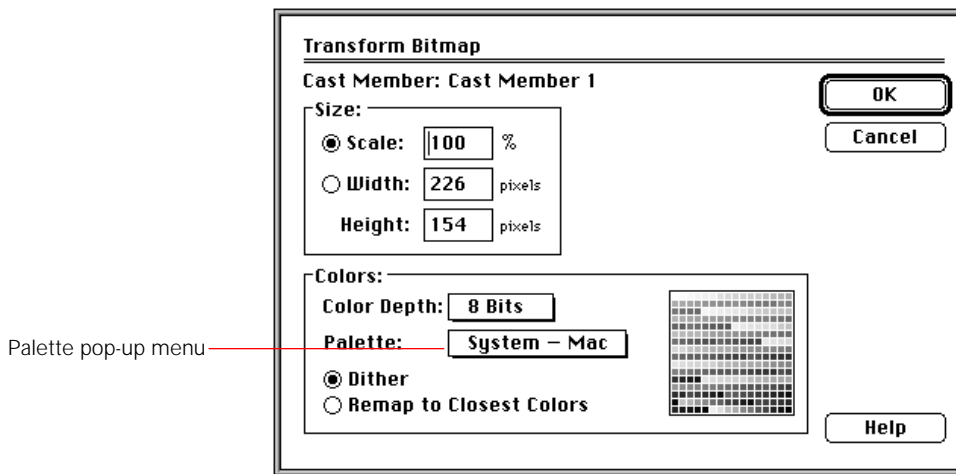 Transform Bitmap
Cast Member: Cast Member 1
OK
Size:
Cancel
Scale: 100 %
Width: 226 pixels
Height: 154 pixels
Colors:
Color Depth: 8 Bits
Palette pop-up menu
Palette: System – Mac
Dither
Remap to Closest Colors
Help